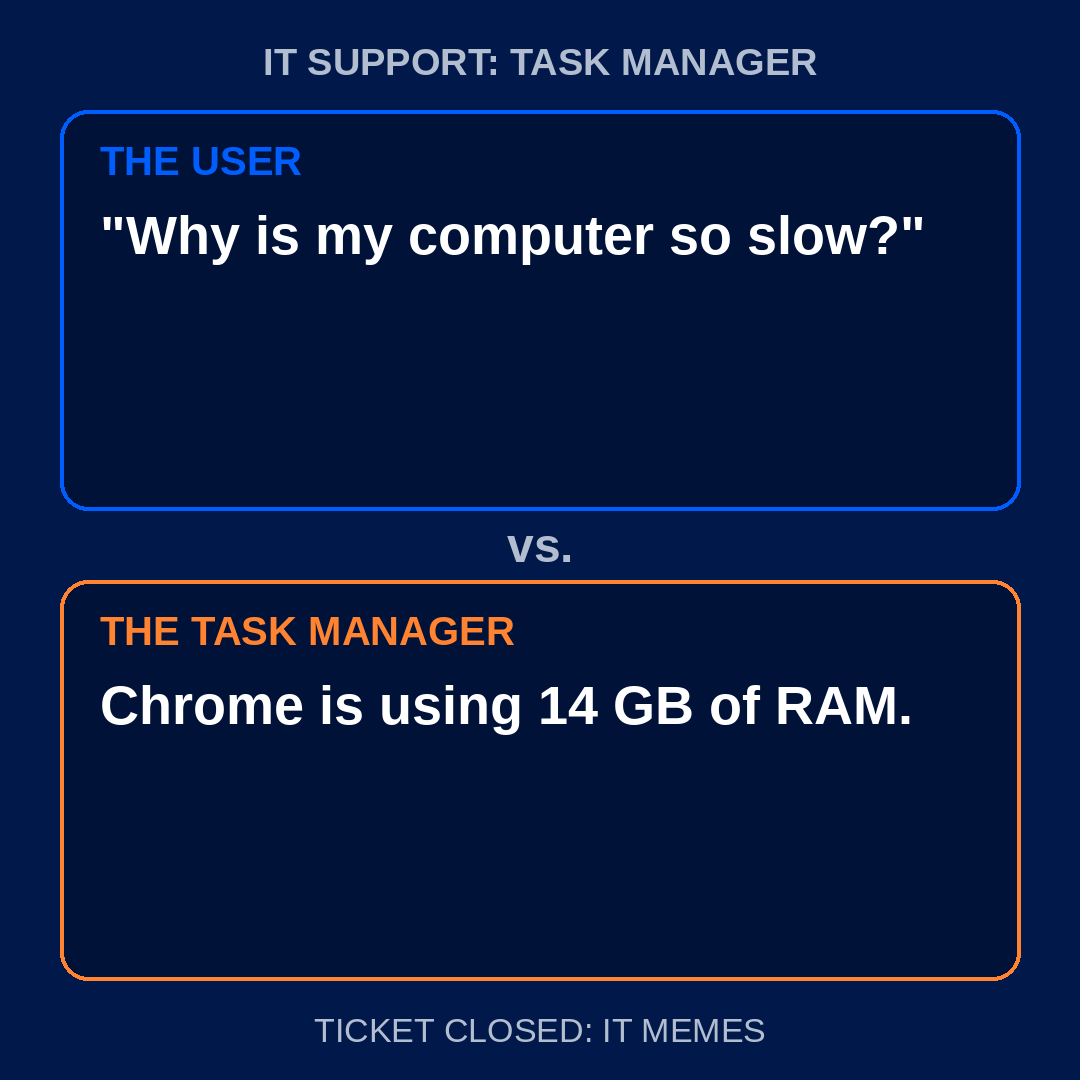 IT SUPPORT: TASK MANAGER
THE USER
"Why is my computer so slow?"
vs.
THE TASK MANAGER
Chrome is using 14 GB of RAM.
TICKET CLOSED: IT MEMES